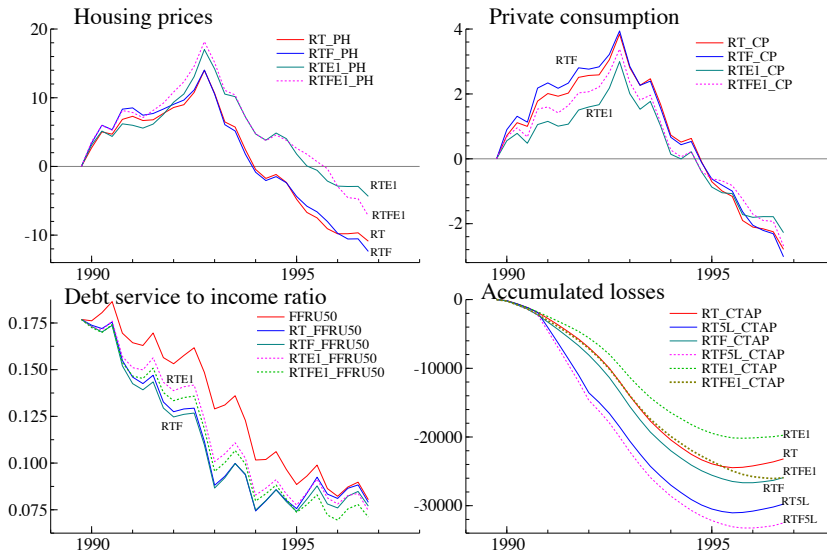 Housing prices
20
10
0
-10
1990
1995
RT_PH
RTF_PH
RTE1_PH
RTFE1_PH
RTE1
RTFE1
RT
RTF
Private consumption
4
2
0
-2
1990
1995
RT_CP
RTF_CP
RTE1_CP
RTFE1_CP
RTF
RTE1
Debt service to income ratio
0.175
0.150
0.125
0.100
0.075
1990
1995
FFRU50
RT_FFRU50
RTF_FFRU50
RTE1_FFRU50
RTFE1_FFRU50
RTE1
RTF
Accumulated losses
0
-10000
-20000
-30000
1990
1995
RT_CTAP
RT5L_CTAP
RTF_CTAP
RTF5L_CTAP
RTE1_CTAP
RTFE1_CTAP
RTE1
RT
RTFE1
RTF
RT5L
RTF5L